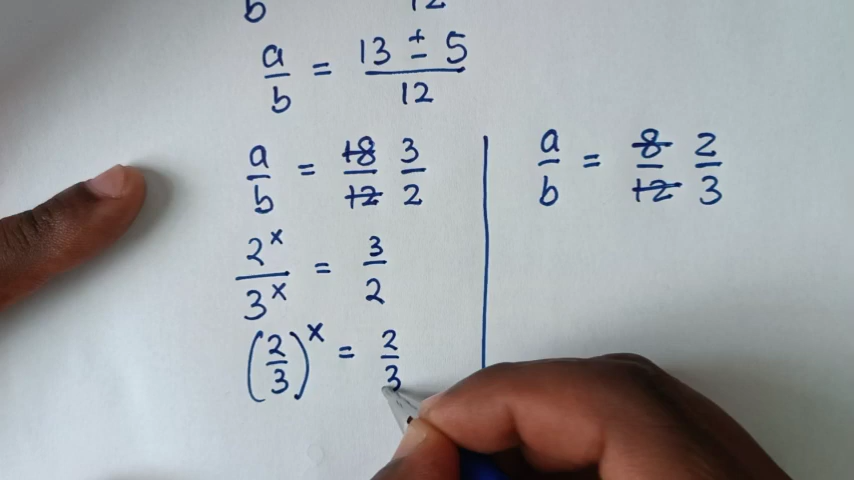 b 12
a/b = (13 ± 5)/12
a/b = 18/12 3/2
2^x/3^x = 3/2
(2/3)^x = 2/3
a/b = 8/12 2/3